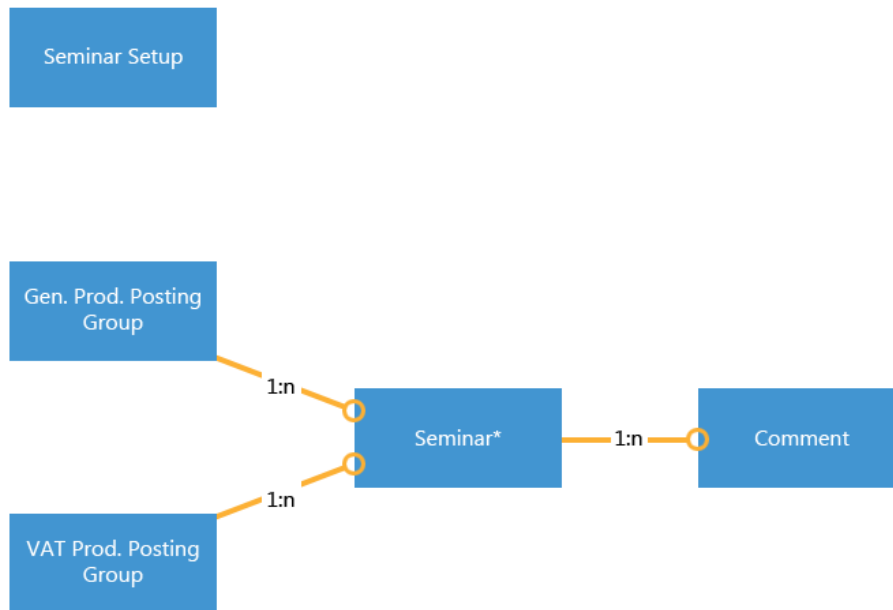 Seminar Setup
Gen. Prod. Posting
Group
1:n
Seminar*
1:n
Comment
1:n
VAT Prod. Posting
Group